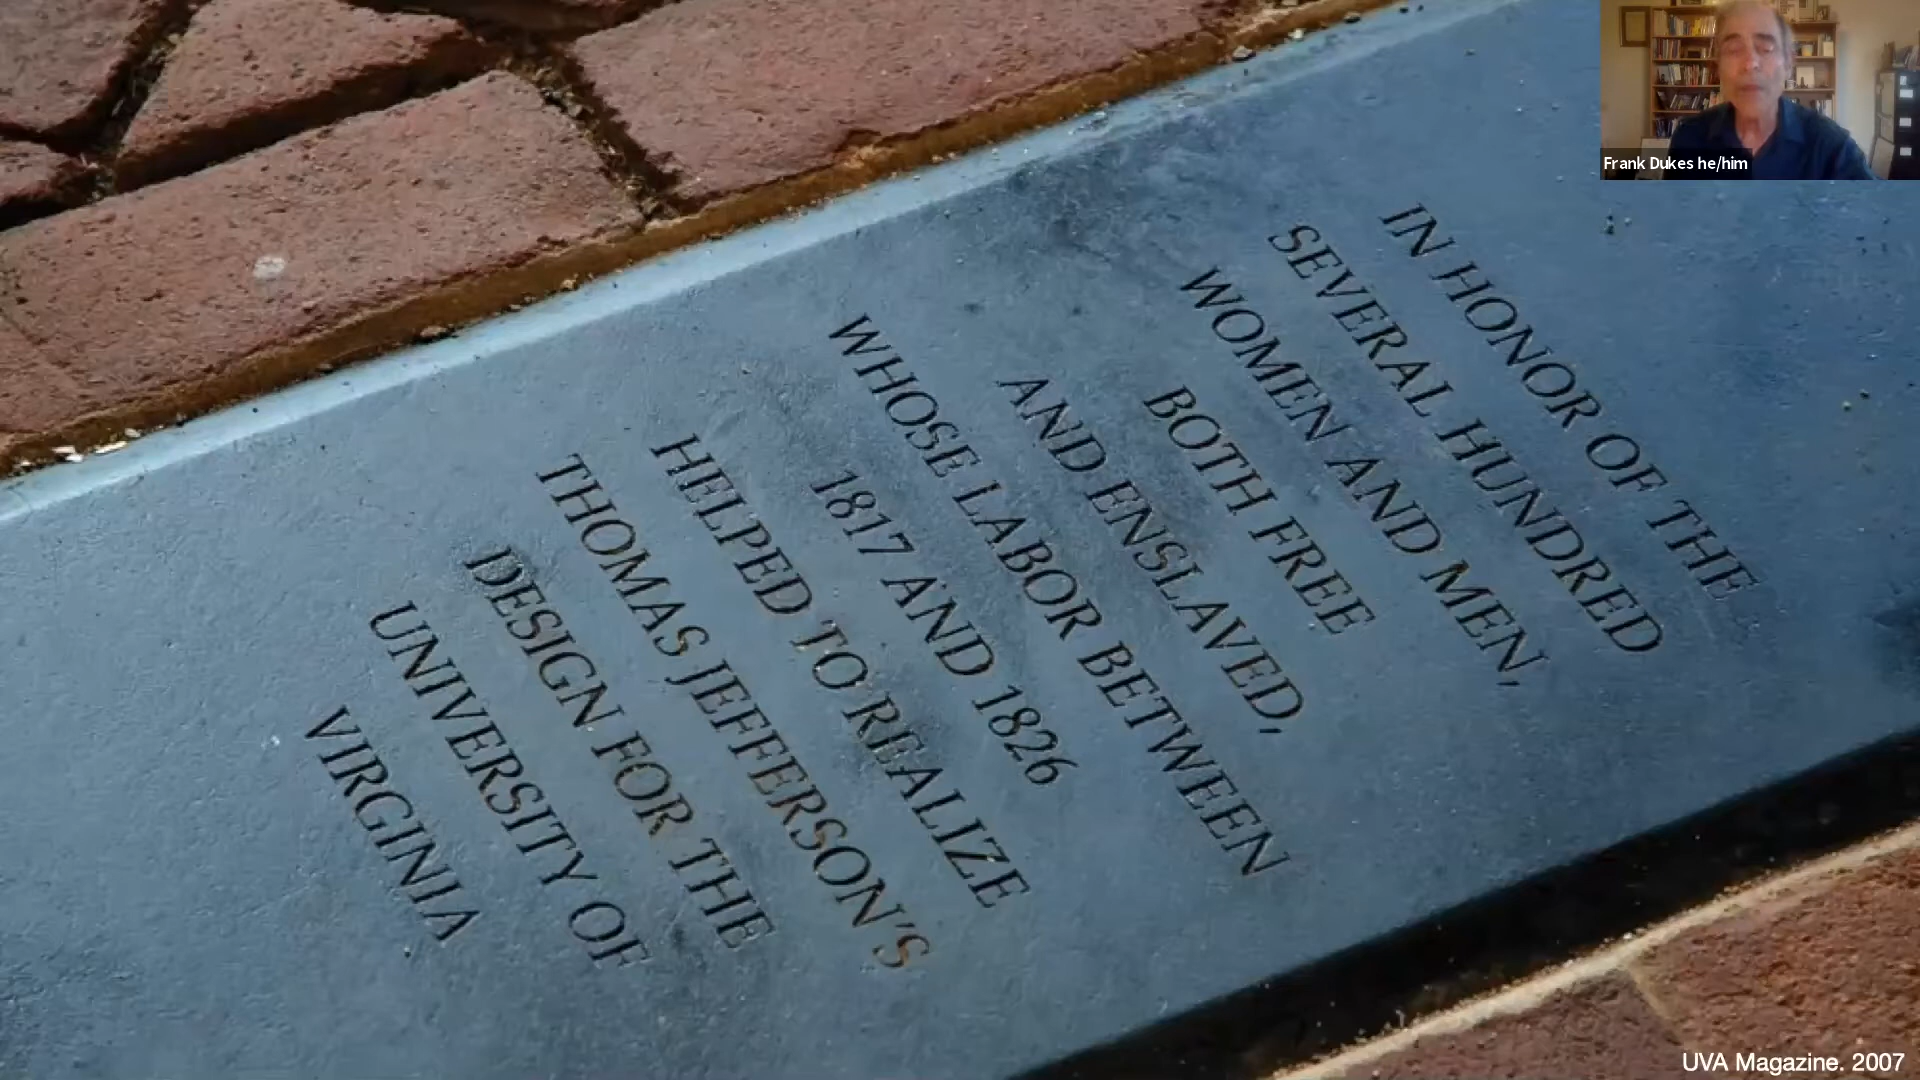 Frank Dukes he/him
IN HONOR OF THE
SEVERAL HUNDRED
WOMEN AND MEN,
BOTH FREE
AND ENSLAVED,
WHOSE LABOR BETWEEN
1817 AND 1826
HELPED TO REALIZE
THOMAS JEFFERSON'S
DESIGN FOR THE
UNIVERSITY OF
VIRGINIA
UVA Magazine. 2007